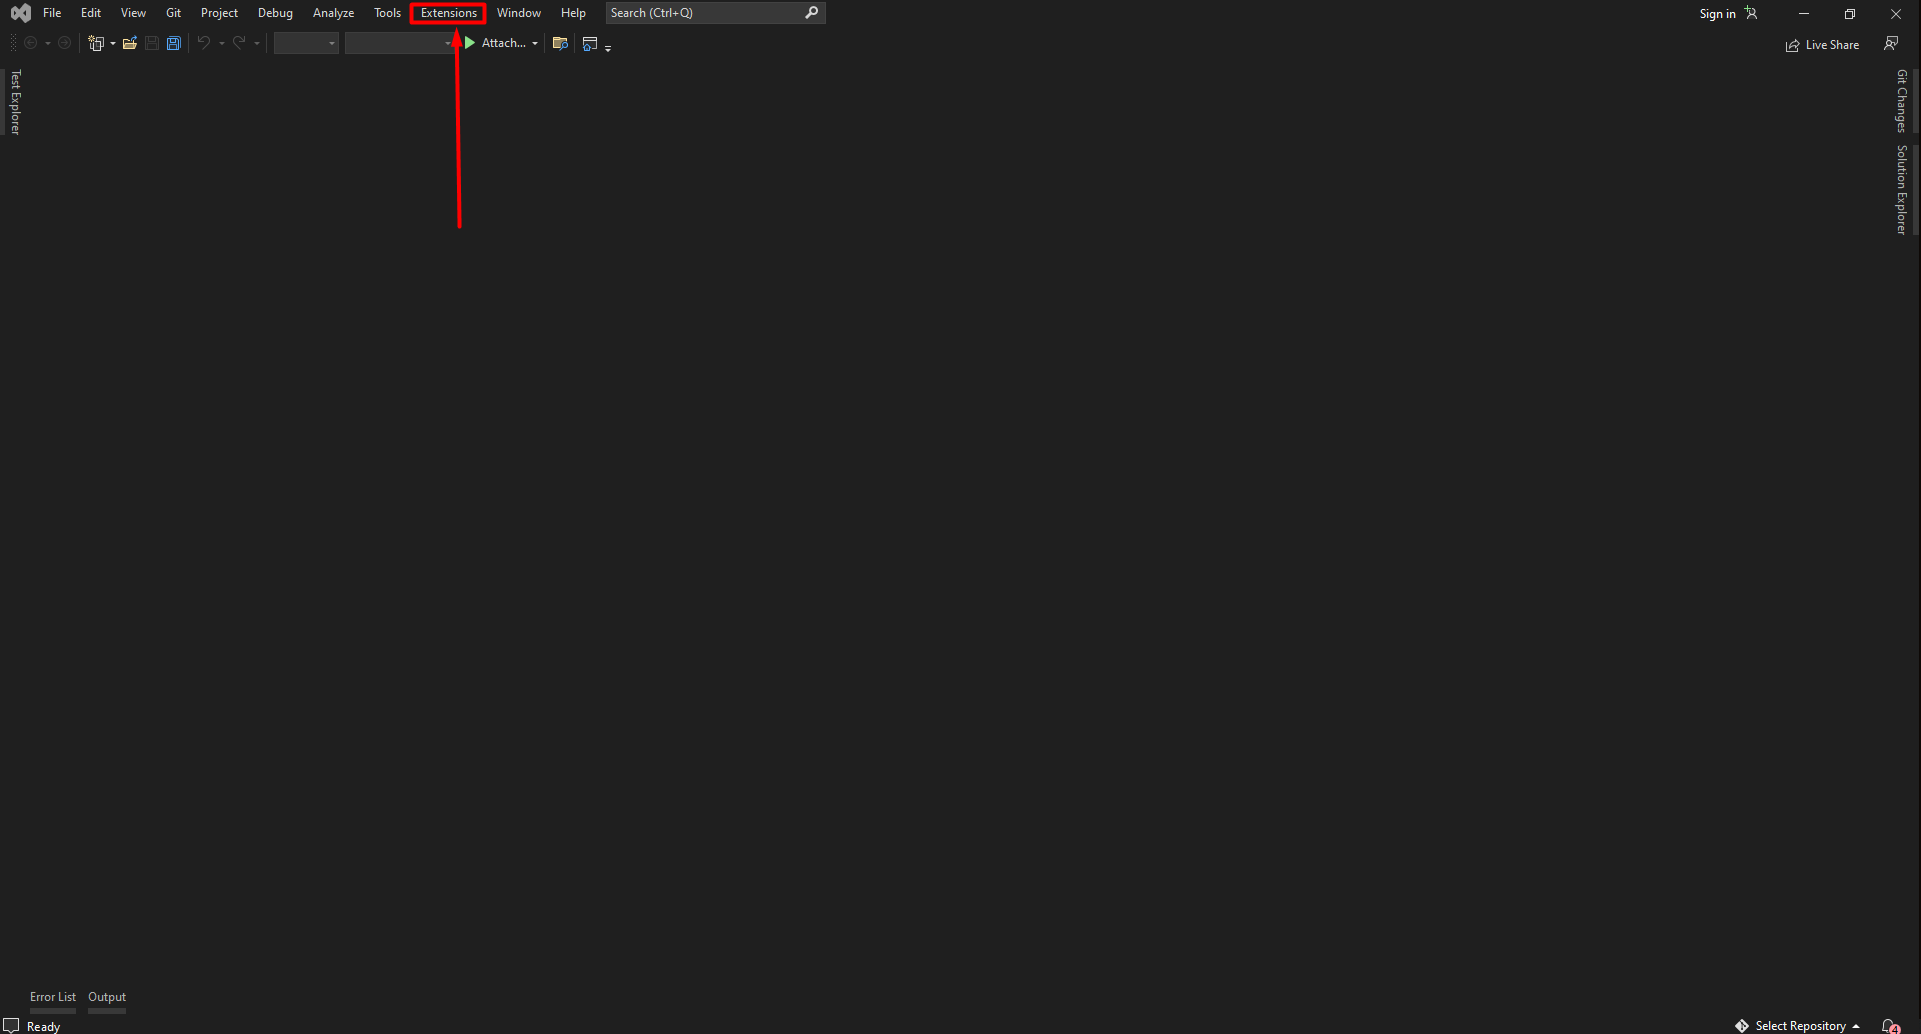 File Edit View Git Project Debug Analyze Tools Extensions Window Help Search (Ctrl+Q) Sign in
Attach... Live Share
Test Explorer
Git Changes
Solution Explorer
Error List Output
Ready Select Repository 4